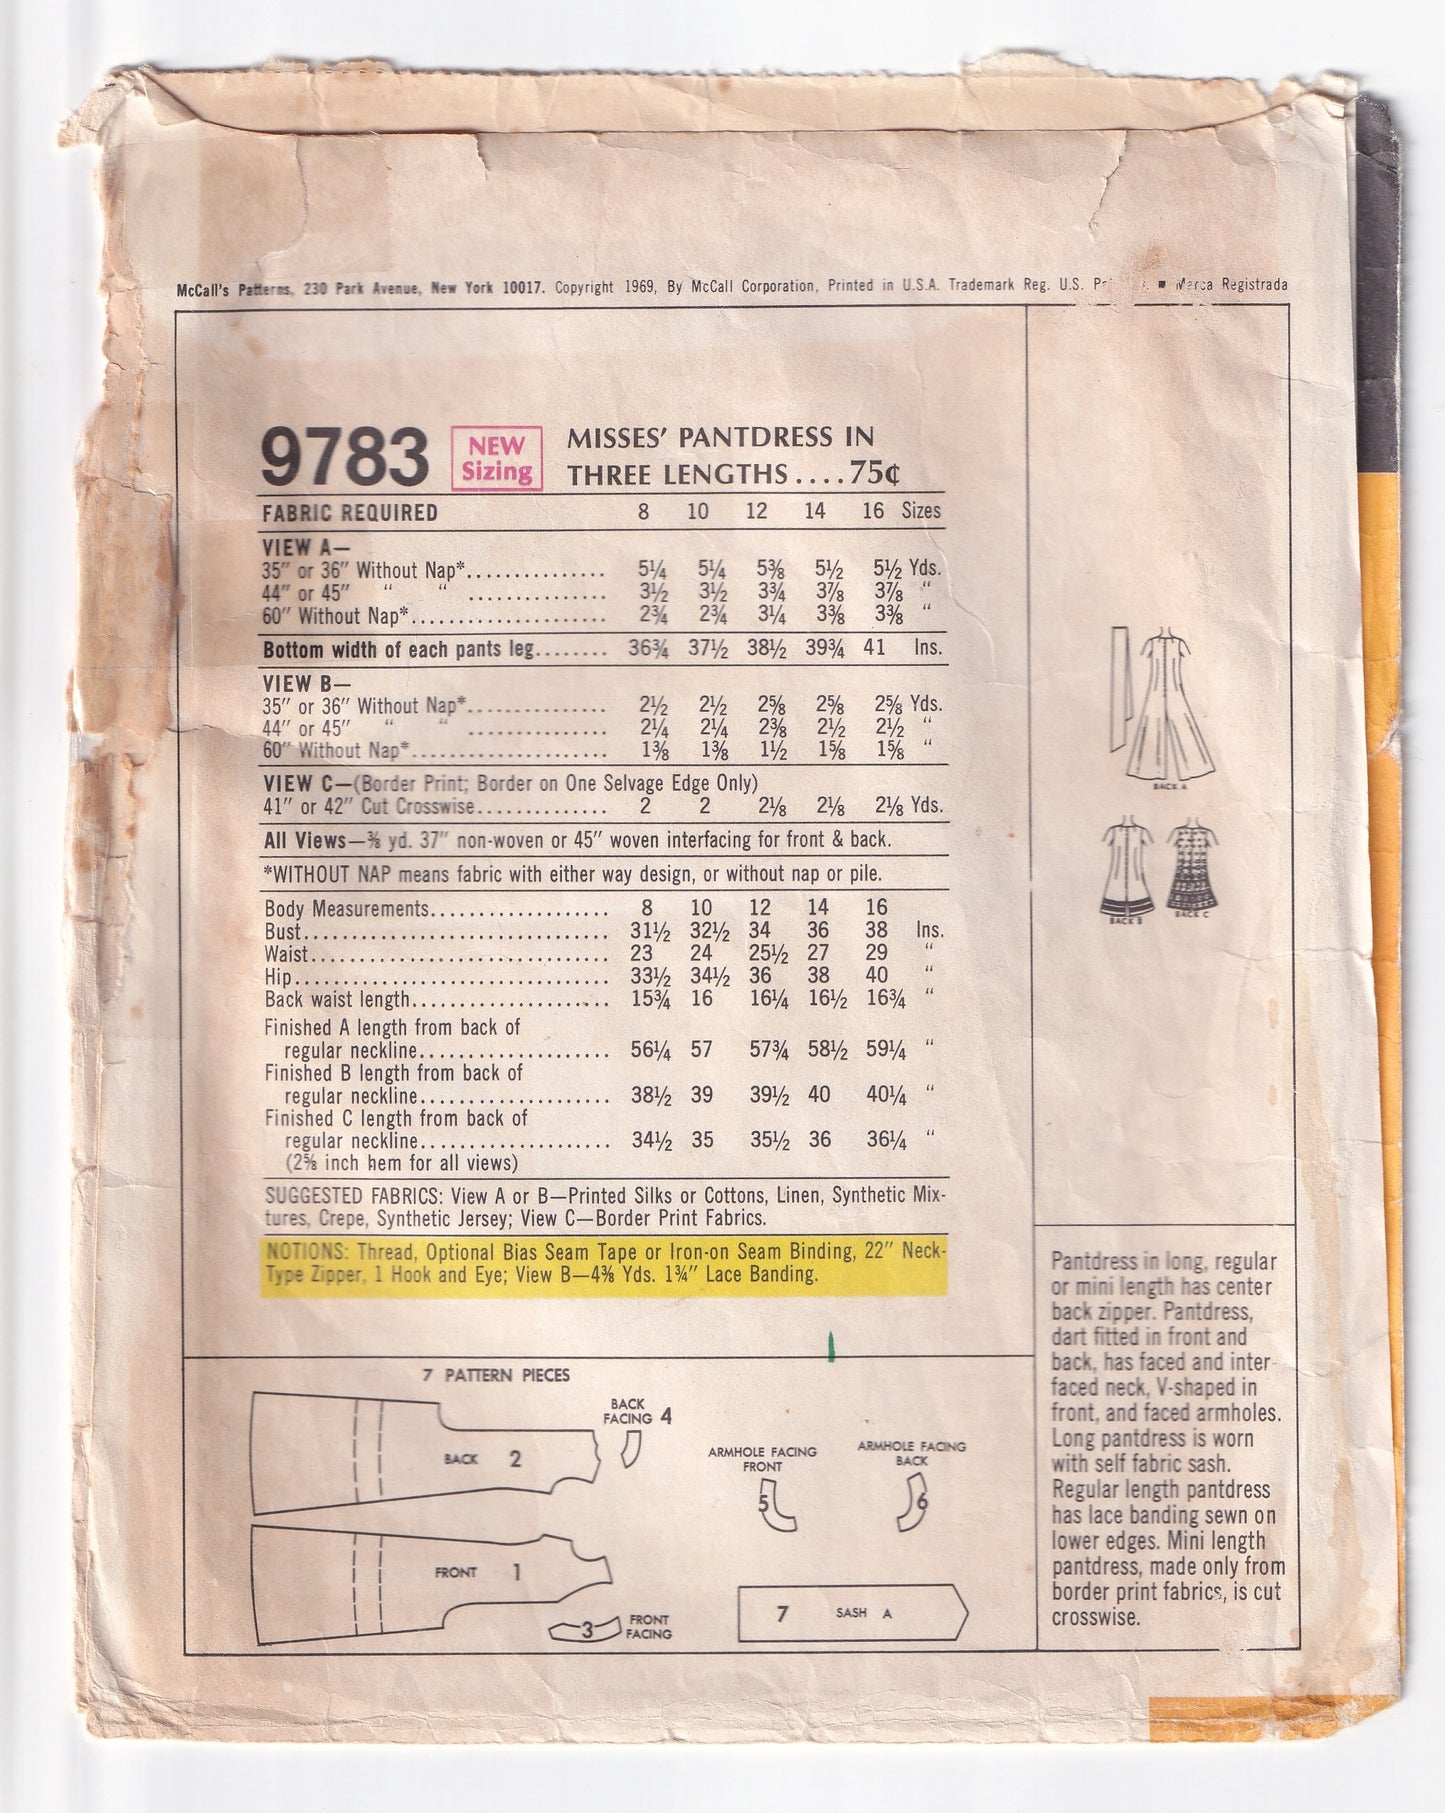 McCall's Patterns, 230 Park Avenue, New York 10017. Copyright 1969, By McCall Corporation, Printed in U.S.A. Trademark Reg. U.S. ■ Marca Registrada
9783 NEW Sizing MISSES' PANTDRESS IN
THREE LENGTHS....75¢
FABRIC REQUIRED 8 10 12 14 16 Sizes
VIEW A—
35" or 36" Without Nap*............... 5¼ 5¼ 5⅜ 5½ 5½ Yds.
44" or 45" " " ............... 3½ 3½ 3¾ 3⅞ 3⅞ "
60" Without Nap*...................... 2¾ 2¾ 3¼ 3⅜ 3⅜ "
Bottom width of each pants leg........ 36¾ 37½ 38½ 39¾ 41 Ins.
VIEW B—
35" or 36" Without Nap*............... 2½ 2½ 2⅝ 2⅝ 2⅝ Yds.
44" or 45" " " ............... 2¼ 2¼ 2⅜ 2½ 2½ "
60" Without Nap*...................... 1⅜ 1⅜ 1½ 1⅝ 1⅝ "
VIEW C—(Border Print; Border on One Selvage Edge Only)
41" or 42" Cut Crosswise.............. 2 2 2⅛ 2⅛ 2⅛ Yds.
All Views—⅜ yd. 37" non-woven or 45" woven interfacing for front & back.
*WITHOUT NAP means fabric with either way design, or without nap or pile.
Body Measurements................... 8 10 12 14 16
Bust................................. 31½ 32½ 34 36 38 Ins.
Waist................................ 23 24 25½ 27 29 "
Hip.................................. 33½ 34½ 36 38 40 "
Back waist length..................... 15¾ 16 16¼ 16½ 16¾ "
Finished A length from back of
regular neckline..................... 56¼ 57 57¾ 58½ 59¼ "
Finished B length from back of
regular neckline..................... 38½ 39 39½ 40 40¼ "
Finished C length from back of
regular neckline..................... 34½ 35 35½ 36 36¼ "
(2⅝ inch hem for all views)
SUGGESTED FABRICS: View A or B—Printed Silks or Cottons, Linen, Synthetic Mix-
tures, Crepe, Synthetic Jersey; View C—Border Print Fabrics.
NOTIONS: Thread, Optional Bias Seam Tape or Iron-on Seam Binding, 22" Neck-
Type Zipper, 1 Hook and Eye; View B—4⅜ Yds. 1¾" Lace Banding.
7 PATTERN PIECES
BACK 2
BACK
FACING 4
ARMHOLE FACING
FRONT
5
ARMHOLE FACING
BACK
6
FRONT 1
3 FRONT
FACING
7 SASH A
BACK A
BACK B
BACK C
Pantdress in long, regular
or mini length has center
back zipper. Pantdress,
dart fitted in front and
back, has faced and inter-
faced neck, V-shaped in
front, and faced armholes.
Long pantdress is worn
with self fabric sash.
Regular length pantdress
has lace banding sewn on
lower edges. Mini length
pantdress, made only from
border print fabrics, is cut
crosswise.